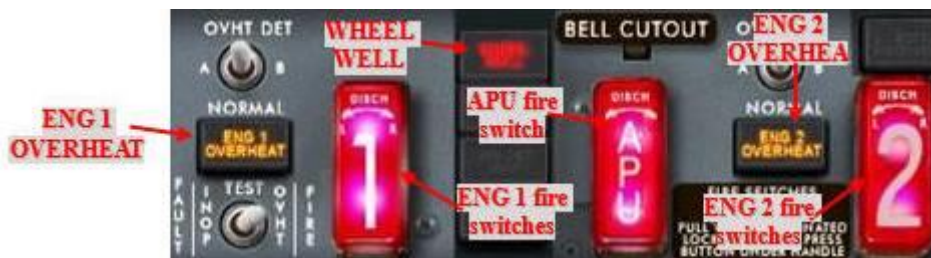 OVHT DET
A B
NORMAL
ENG 1
OVERHEAT
ENG 1
OVERHEAT
FAULT
INOP
TEST
OVHT
FIRE
WHEEL
WELL
DISCH
1
ENG 1 fire
switches
BELL CUTOUT
APU fire
switch
DISCH
APU
ENG 2
OVERHEA
NORMAL
ENG 2
OVERHEAT
FIRE
PULL
LOCK
BUTTON UNDER HANDLE
ENG 2 fire
switches
DISCH
2